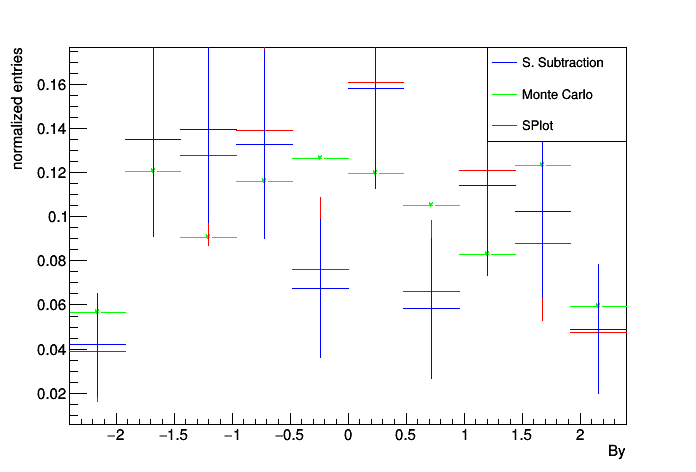 normalized entries
0.16
0.14
0.12
0.1
0.08
0.06
0.04
0.02
S. Subtraction
Monte Carlo
SPlot
−2 −1.5 −1 −0.5 0 0.5 1 1.5 2
By